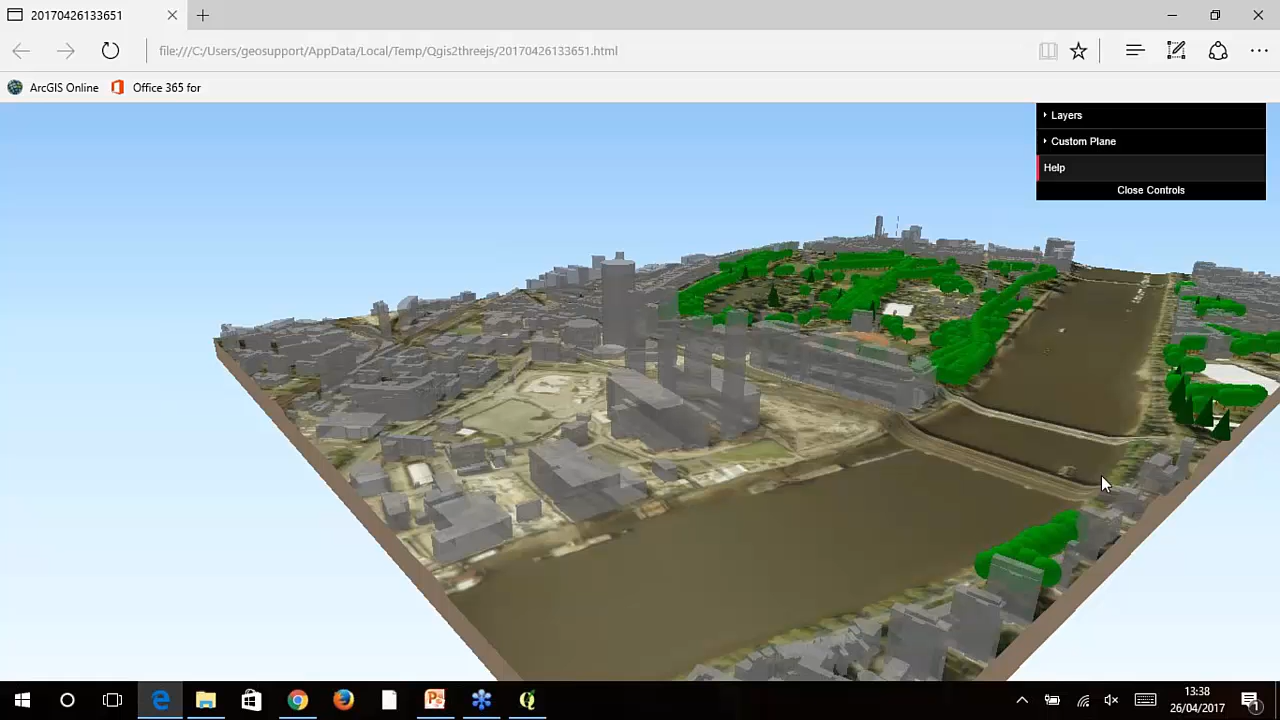 20170426133651
file:///C:/Users/geosupport/AppData/Local/Temp/Qgis2threejs/20170426133651.html
ArcGIS Online
Office 365 for
Layers
Custom Plane
Help
Close Controls
13:38
26/04/2017
1